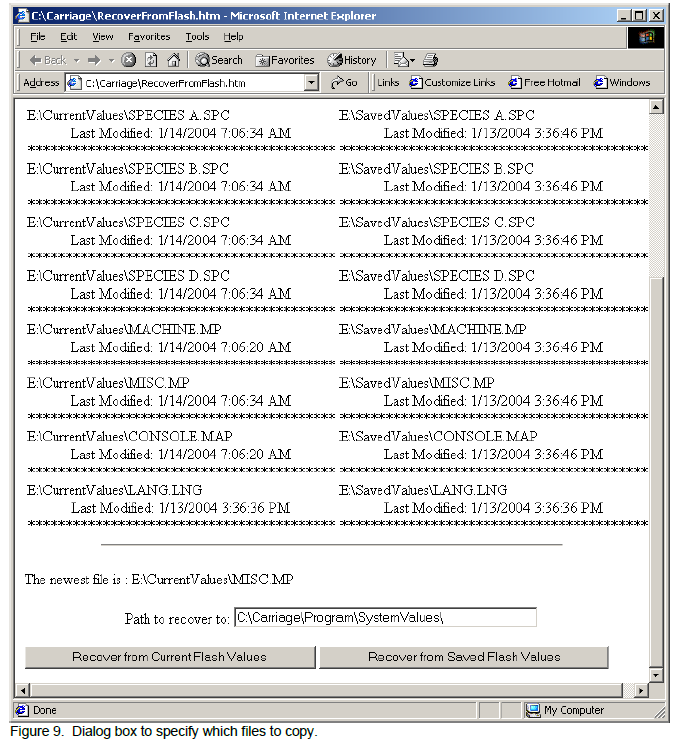 C:\Carriage\RecoverFromFlash.htm - Microsoft Internet Explorer
File Edit View Favorites Tools Help
Back Search Favorites History
Address C:\Carriage\RecoverFromFlash.htm Go Links Customize Links Free Hotmail Windows
E:\CurrentValues\SPECIES A.SPC E:\SavedValues\SPECIES A.SPC
Last Modified: 1/14/2004 7:06:34 AM Last Modified: 1/13/2004 3:36:46 PM
E:\CurrentValues\SPECIES B.SPC E:\SavedValues\SPECIES B.SPC
Last Modified: 1/14/2004 7:06:34 AM Last Modified: 1/13/2004 3:36:46 PM
E:\CurrentValues\SPECIES C.SPC E:\SavedValues\SPECIES C.SPC
Last Modified: 1/14/2004 7:06:34 AM Last Modified: 1/13/2004 3:36:46 PM
E:\CurrentValues\SPECIES D.SPC E:\SavedValues\SPECIES D.SPC
Last Modified: 1/14/2004 7:06:34 AM Last Modified: 1/13/2004 3:36:46 PM
E:\CurrentValues\MACHINE.MP E:\SavedValues\MACHINE.MP
Last Modified: 1/14/2004 7:06:20 AM Last Modified: 1/13/2004 3:36:46 PM
E:\CurrentValues\MISC.MP E:\SavedValues\MISC.MP
Last Modified: 1/14/2004 7:06:34 AM Last Modified: 1/13/2004 3:36:46 PM
E:\CurrentValues\CONSOLE.MAP E:\SavedValues\CONSOLE.MAP
Last Modified: 1/14/2004 7:06:20 AM Last Modified: 1/13/2004 3:36:46 PM
E:\CurrentValues\LANG.LNG E:\SavedValues\LANG.LNG
Last Modified: 1/13/2004 3:36:36 PM Last Modified: 1/13/2004 3:36:46 PM
The newest file is : E:\CurrentValues\MISC.MP
Path to recover to: C:\Carriage\Program\SystemValues\
Recover from Current Flash Values Recover from Saved Flash Values
Done My Computer
Figure 9. Dialog box to specify which files to copy.